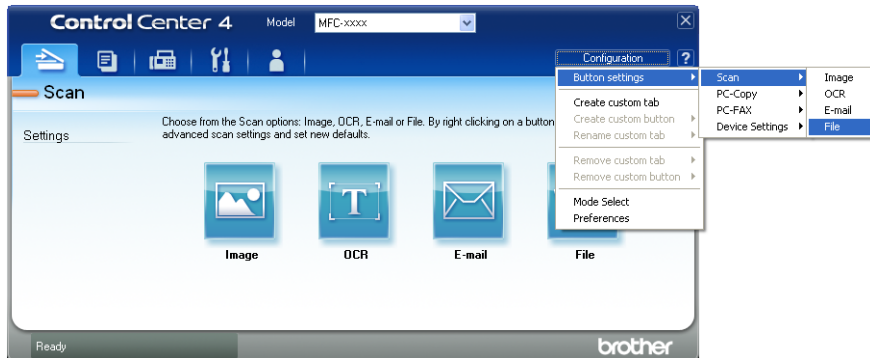 Control Center 4 Model MFC-xxxx
Configuration ?
Scan
Settings
Choose from the Scan options: Image, OCR, E-mail or File. By right clicking on a button
advanced scan settings and set new defaults.
Image OCR E-mail File
Button settings
Create custom tab
Create custom button
Rename custom tab
Remove custom tab
Remove custom button
Mode Select
Preferences
Scan
PC-Copy
PC-FAX
Device Settings
Image
OCR
E-mail
File
Ready
brother